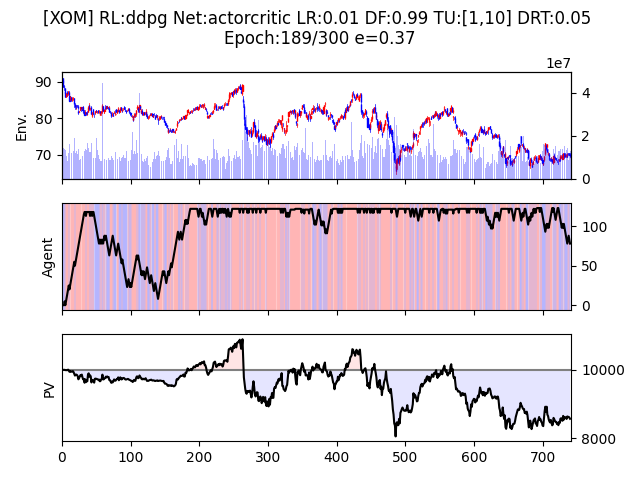 [XOM] RL:ddpg Net:actorcritic LR:0.01 DF:0.99 TU:[1,10] DRT:0.05
Epoch:189/300 e=0.37
1e7
90
80
70
Env.
4
2
0
Agent
100
50
0
PV
10000
8000
0 100 200 300 400 500 600 700